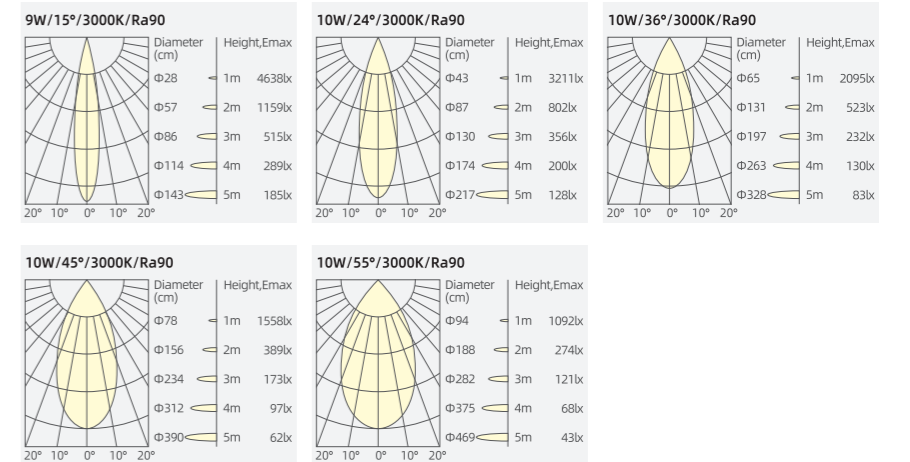 9W/15°/3000K/Ra90
Diameter (cm) Height,Emax
Φ28 1m 4638lx
Φ57 2m 1159lx
Φ86 3m 515lx
Φ114 4m 289lx
Φ143 5m 185lx
20° 10° 0° 10° 20°
10W/24°/3000K/Ra90
Diameter (cm) Height,Emax
Φ43 1m 3211lx
Φ87 2m 802lx
Φ130 3m 356lx
Φ174 4m 200lx
Φ217 5m 128lx
20° 10° 0° 10° 20°
10W/36°/3000K/Ra90
Diameter (cm) Height,Emax
Φ65 1m 2095lx
Φ131 2m 523lx
Φ197 3m 232lx
Φ263 4m 130lx
Φ328 5m 83lx
20° 10° 0° 10° 20°
10W/45°/3000K/Ra90
Diameter (cm) Height,Emax
Φ78 1m 1558lx
Φ156 2m 389lx
Φ234 3m 173lx
Φ312 4m 97lx
Φ390 5m 62lx
20° 10° 0° 10° 20°
10W/55°/3000K/Ra90
Diameter (cm) Height,Emax
Φ94 1m 1092lx
Φ188 2m 274lx
Φ282 3m 121lx
Φ375 4m 68lx
Φ469 5m 43lx
20° 10° 0° 10° 20°